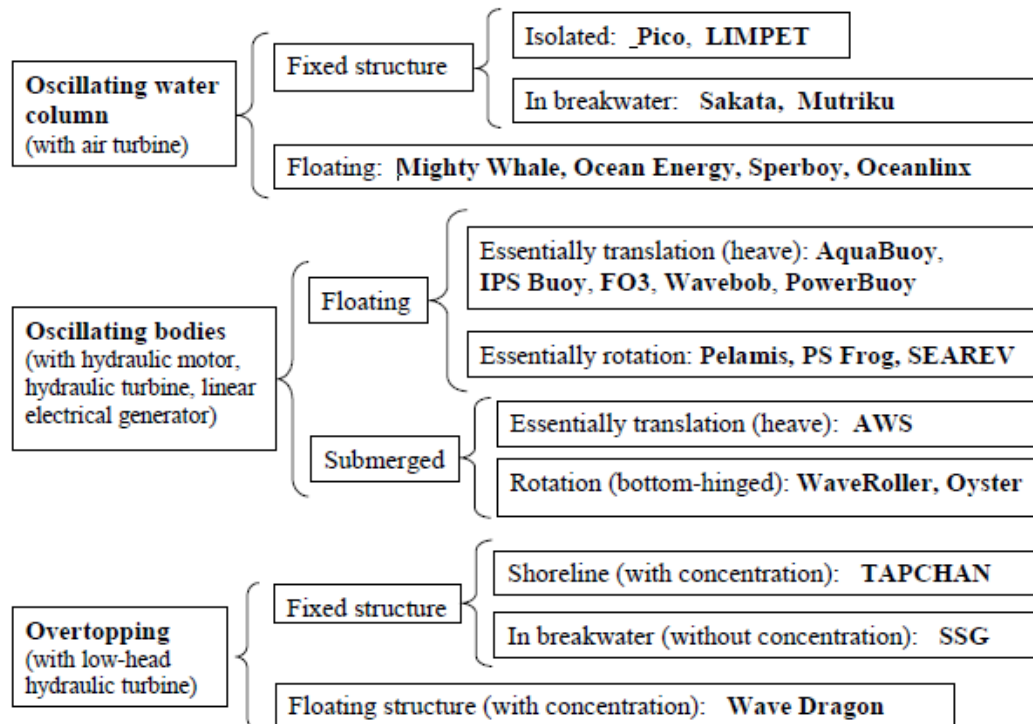 Isolated: _Pico, LIMPET
Fixed structure
Oscillating water
column
(with air turbine)
In breakwater: Sakata, Mutriku
Floating: Mighty Whale, Ocean Energy, Sperboy, Oceanlinx
Essentially translation (heave): AquaBuoy,
IPS Buoy, FO3, Wavebob, PowerBuoy
Floating
Oscillating bodies
(with hydraulic motor,
hydraulic turbine, linear
electrical generator)
Essentially rotation: Pelamis, PS Frog, SEAREV
Essentially translation (heave): AWS
Submerged
Rotation (bottom-hinged): WaveRoller, Oyster
Shoreline (with concentration): TAPCHAN
Fixed structure
Overtopping
(with low-head
hydraulic turbine)
In breakwater (without concentration): SSG
Floating structure (with concentration): Wave Dragon